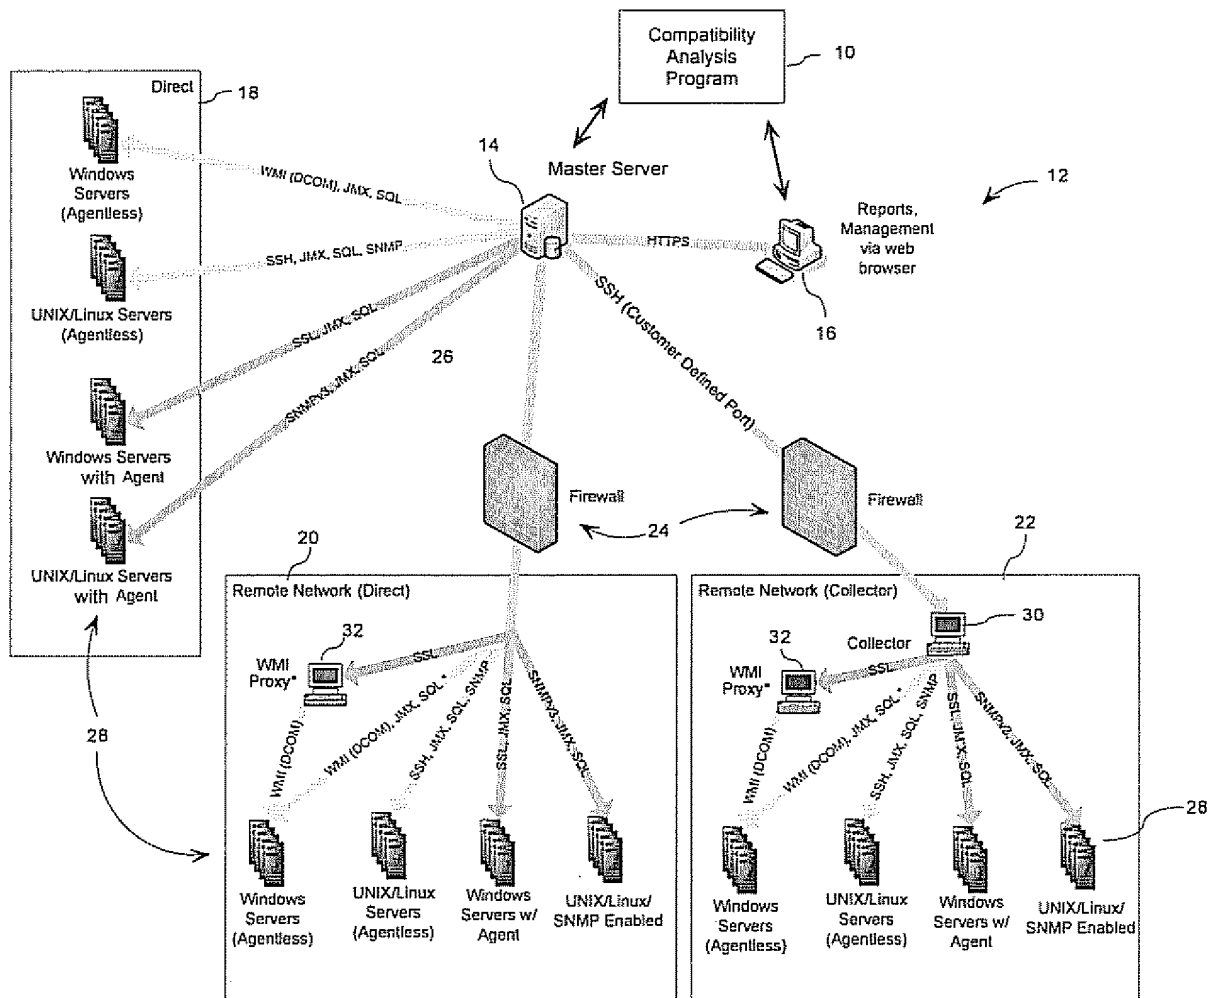 Compatibility
Analysis
Program
10
Direct
18
14
Master Server
12
Windows
Servers
(Agentless)
WMI (DCOM), JMX, SQL
Reports,
Management
via web
browser
HTTPS
16
SSH, JMX, SQL, SNMP
UNIX/Linux Servers
(Agentless)
SSL, JMX, SQL
26
SNMPv3, JMX, SQL
SSH (Customer Defined Port)
Windows Servers
with Agent
Firewall
24
Firewall
UNIX/Linux Servers
with Agent
20
22
Remote Network (Direct)
Remote Network (Collector)
30
32
WMI
Proxy*
SSL
Collector
32
WMI
Proxy*
SSL
28
WMI (DCOM)
WMI (DCOM), JMX, SQL *
SSH, JMX, SQL, SNMP
SSL, JMX, SQL
SNMPv3, JMX, SQL
WMI (DCOM)
WMI (DCOM), JMX, SQL *
SSH, JMX, SQL, SNMP
SSL, JMX, SQL
SNMPv2, JMX, SQL
28
Windows
Servers
(Agentless)
UNIX/Linux
Servers
(Agentless)
Windows
Servers w/
Agent
UNIX/Linux/
SNMP Enabled
Windows
Servers
(Agentless)
UNIX/Linux
Servers
(Agentless)
Windows
Servers w/
Agent
UNIX/Linux/
SNMP Enabled